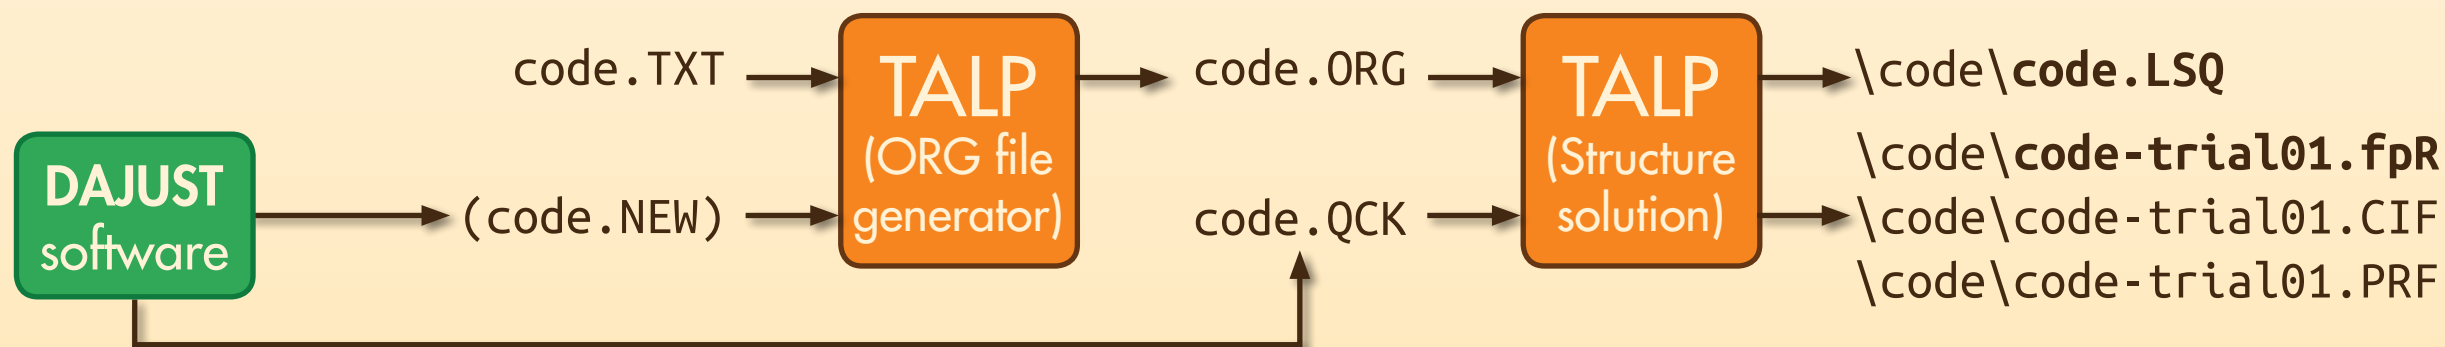 code.TXT
TALP
(ORG file
generator)
code.ORG
TALP
(Structure
solution)
\code\code.LSQ
\code\code-trial01.fpR
DAJUST
software
(code.NEW)
code.QCK
\code\code-trial01.CIF
\code\code-trial01.PRF